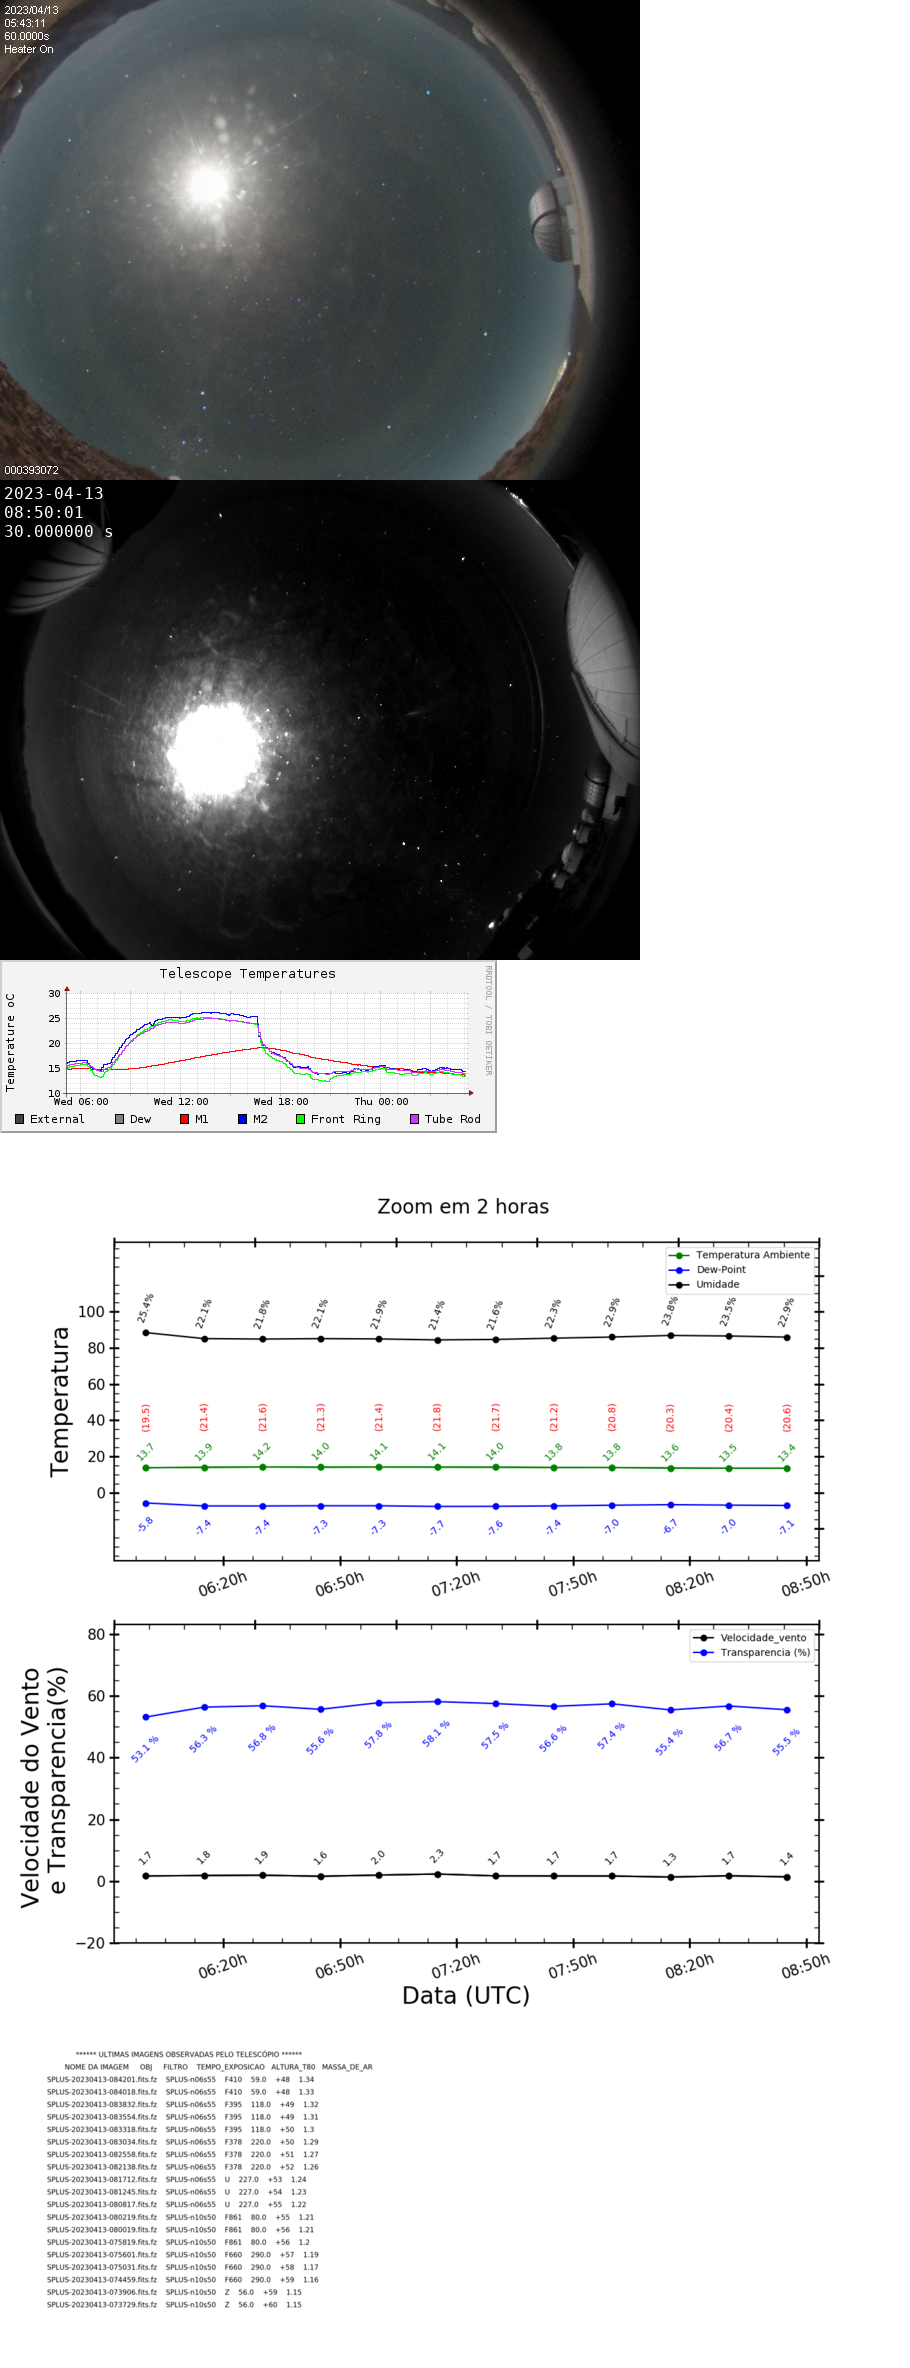 2023/04/13
05:43:11
60.0000s
Heater On
000393072
2023-04-13
08:50:01
30.000000 s
Telescope Temperatures
RRDTOOL / TOBI OETIKER
Temperature oC
30
25
20
15
10
Wed 06:00 Wed 12:00 Wed 18:00 Thu 00:00
External Dew M1 M2 Front Ring Tube Rod
Zoom em 2 horas
Temperatura Ambiente
Dew-Point
Umidade
Temperatura
100
80
60
40
20
0
25.4% 22.1% 21.8% 22.1% 21.9% 21.4% 21.6% 22.3% 22.9% 23.8% 23.5% 22.9%
(19.5) (21.4) (21.6) (21.3) (21.4) (21.8) (21.7) (21.2) (20.8) (20.3) (20.4) (20.6)
13.7 13.9 14.2 14.0 14.1 14.1 14.0 13.8 13.8 13.6 13.5 13.4
-5.8 -7.4 -7.4 -7.3 -7.3 -7.7 -7.6 -7.4 -7.0 -6.7 -7.0 -7.1
06:20h 06:50h 07:20h 07:50h 08:20h 08:50h
Velocidade_vento
Transparencia (%)
Velocidade do Vento
e Transparencia(%)
80
60
40
20
0
−20
53.1 % 56.3 % 56.8 % 55.6 % 57.8 % 58.1 % 57.5 % 56.6 % 57.4 % 55.4 % 56.7 % 55.5 %
1.7 1.8 1.9 1.6 2.0 2.3 1.7 1.7 1.7 1.3 1.7 1.4
06:20h 06:50h 07:20h 07:50h 08:20h 08:50h
Data (UTC)
****** ULTIMAS IMAGENS OBSERVADAS PELO TELESCÓPIO ******
NOME DA IMAGEM OBJ FILTRO TEMPO_EXPOSICAO ALTURA_T80 MASSA_DE_AR
SPLUS-20230413-084201.fits.fz SPLUS-n06s55 F410 59.0 +48 1.34
SPLUS-20230413-084018.fits.fz SPLUS-n06s55 F410 59.0 +48 1.33
SPLUS-20230413-083832.fits.fz SPLUS-n06s55 F395 118.0 +49 1.32
SPLUS-20230413-083554.fits.fz SPLUS-n06s55 F395 118.0 +49 1.31
SPLUS-20230413-083318.fits.fz SPLUS-n06s55 F395 118.0 +50 1.3
SPLUS-20230413-083034.fits.fz SPLUS-n06s55 F378 220.0 +50 1.29
SPLUS-20230413-082558.fits.fz SPLUS-n06s55 F378 220.0 +51 1.27
SPLUS-20230413-082138.fits.fz SPLUS-n06s55 F378 220.0 +52 1.26
SPLUS-20230413-081712.fits.fz SPLUS-n06s55 U 227.0 +53 1.24
SPLUS-20230413-081245.fits.fz SPLUS-n06s55 U 227.0 +54 1.23
SPLUS-20230413-080817.fits.fz SPLUS-n06s55 U 227.0 +55 1.22
SPLUS-20230413-080219.fits.fz SPLUS-n10s50 F861 80.0 +55 1.21
SPLUS-20230413-080019.fits.fz SPLUS-n10s50 F861 80.0 +56 1.21
SPLUS-20230413-075819.fits.fz SPLUS-n10s50 F861 80.0 +56 1.2
SPLUS-20230413-075601.fits.fz SPLUS-n10s50 F660 290.0 +57 1.19
SPLUS-20230413-075031.fits.fz SPLUS-n10s50 F660 290.0 +58 1.17
SPLUS-20230413-074459.fits.fz SPLUS-n10s50 F660 290.0 +59 1.16
SPLUS-20230413-073906.fits.fz SPLUS-n10s50 Z 56.0 +59 1.15
SPLUS-20230413-073729.fits.fz SPLUS-n10s50 Z 56.0 +60 1.15